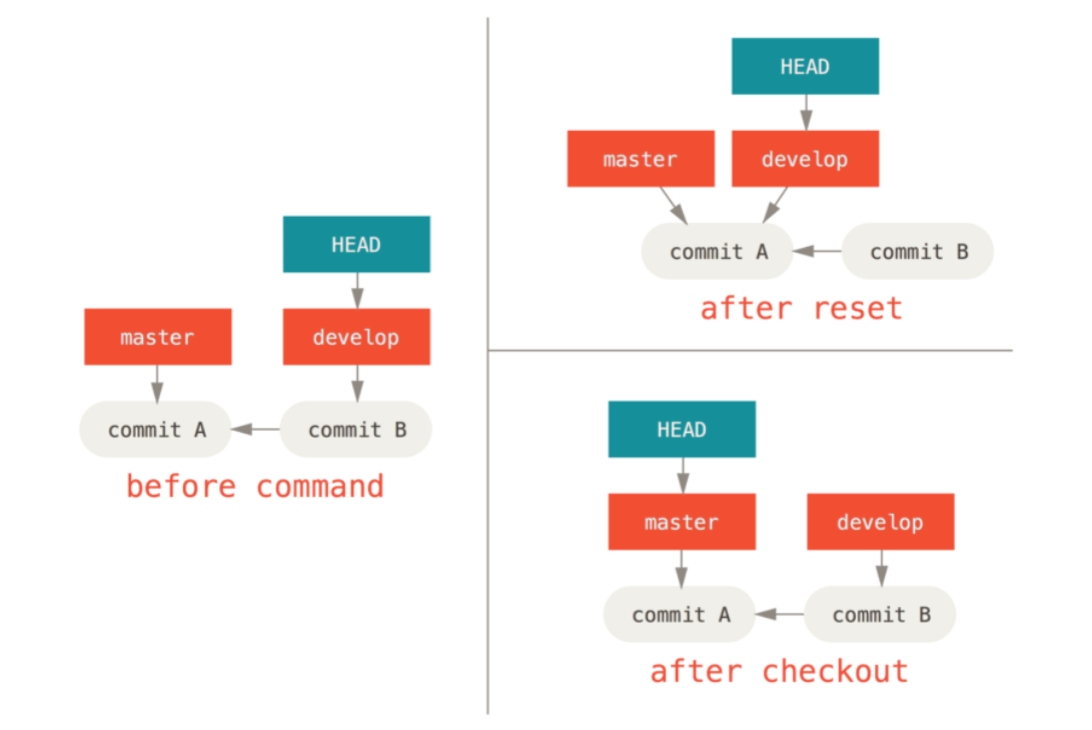 HEAD
master develop
commit A commit B
before command
HEAD
master develop
commit A commit B
after reset
HEAD
master develop
commit A commit B
after checkout